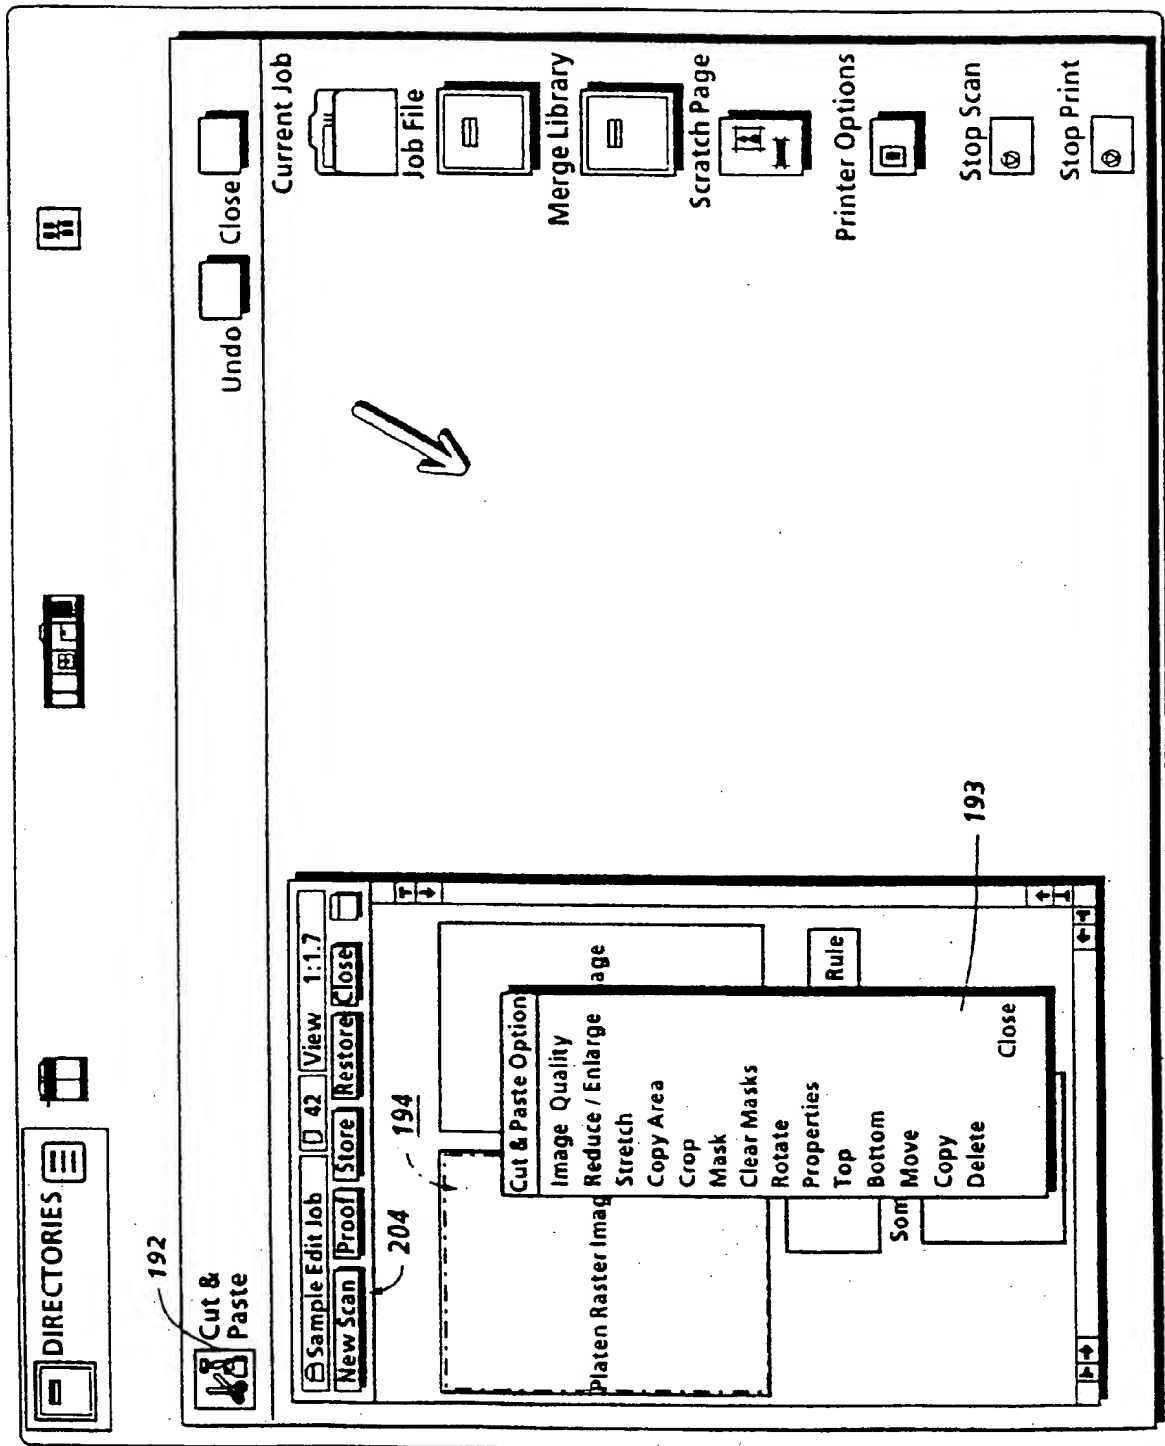 DIRECTORIES
192
Cut &
Paste
Undo
Close
Sample Edit Job
42
View 1:1.7
New Scan
Proof
Store
Restore
Close
204
194
Platen Raster Imag
age
Rule
Som
Cut & Paste Option
Image Quality
Reduce / Enlarge
Stretch
Copy Area
Crop
Mask
Clear Masks
Rotate
Properties
Top
Bottom
Move
Copy
Delete
Close
193
Current Job
Job File
Merge Library
Scratch Page
Printer Options
Stop Scan
Stop Print